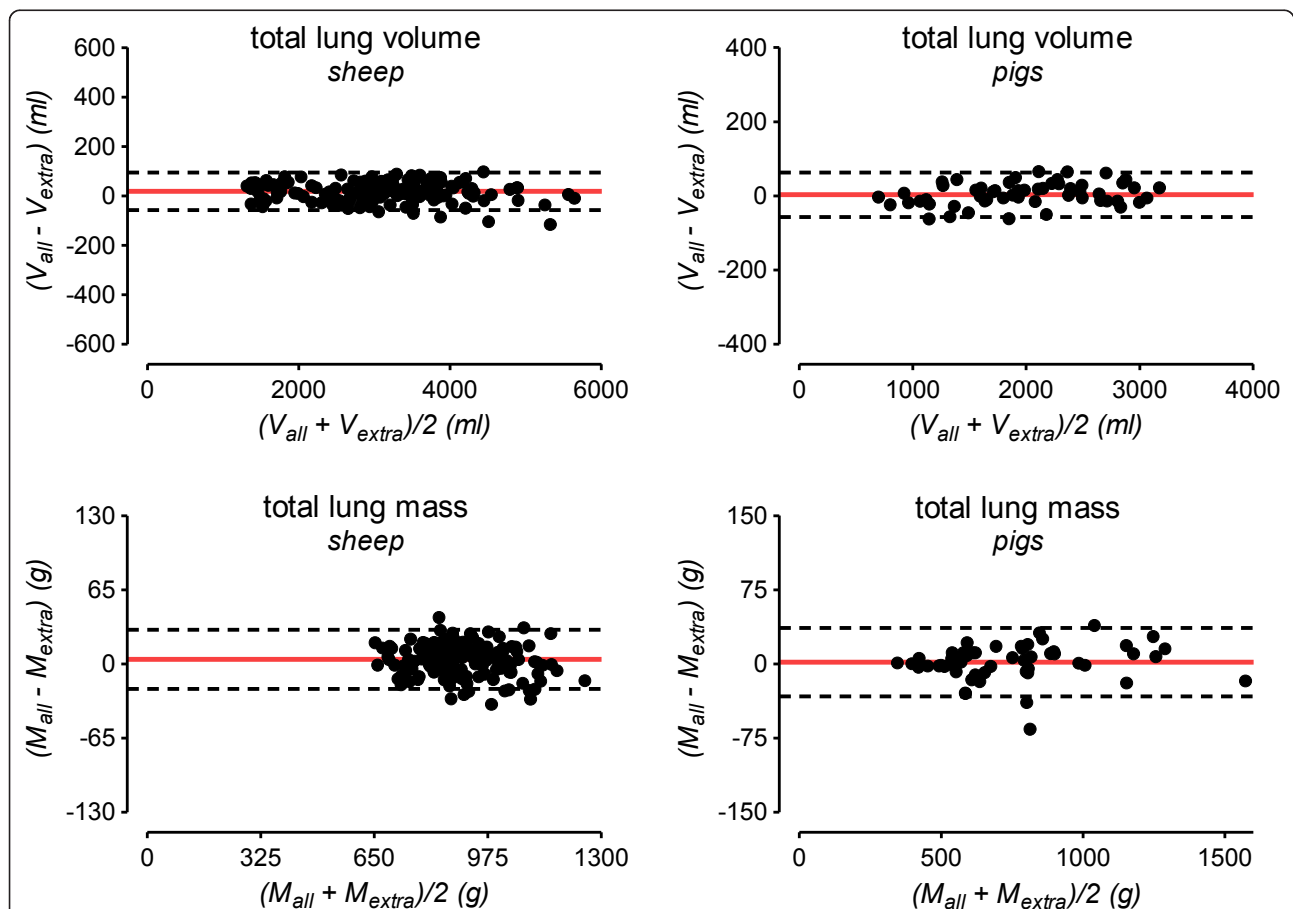 total lung volume
sheep
(V_all - V_extra) (ml)
600
400
200
0
-200
-400
-600
0
2000
4000
6000
(V_all + V_extra)/2 (ml)
total lung volume
pigs
(V_all - V_extra) (ml)
400
200
0
-200
-400
0
1000
2000
3000
4000
(V_all + V_extra)/2 (ml)
total lung mass
sheep
(M_all - M_extra) (g)
130
65
0
-65
-130
0
325
650
975
1300
(M_all + M_extra)/2 (g)
total lung mass
pigs
(M_all - M_extra) (g)
150
75
0
-75
-150
0
500
1000
1500
(M_all + M_extra)/2 (g)